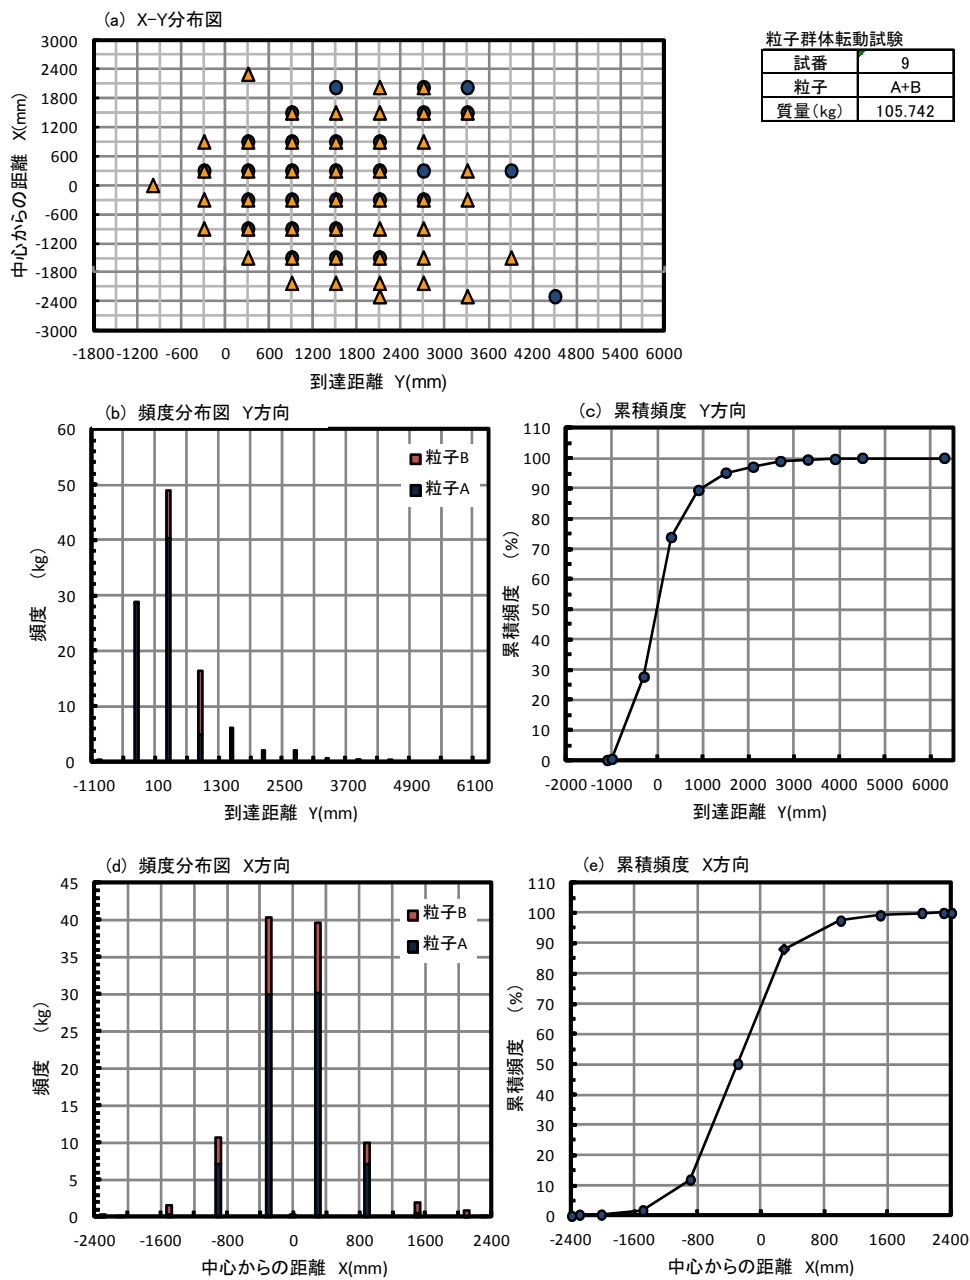 (a) X-Y分布図
3000
2400
1800
1200
600
0
-600
-1200
-1800
-2400
-3000
中心からの距離 X(mm)
-1800 -1200 -600 0 600 1200 1800 2400 3000 3600 4200 4800 5400 6000
到達距離 Y(mm)
粒子群体転動試験
試番 9
粒子 A+B
質量(kg) 105.742
(b) 頻度分布図 Y方向
60
50
40
30
20
10
0
頻度 (kg)
粒子B
粒子A
-1100 100 1300 2500 3700 4900 6100
到達距離 Y(mm)
(c) 累積頻度 Y方向
110
100
90
80
70
60
50
40
30
20
10
0
累積頻度 (%)
-2000 -1000 0 1000 2000 3000 4000 5000 6000
到達距離 Y(mm)
(d) 頻度分布図 X方向
45
40
35
30
25
20
15
10
5
0
頻度 (kg)
粒子B
粒子A
-2400 -1600 -800 0 800 1600 2400
中心からの距離 X(mm)
(e) 累積頻度 X方向
110
100
90
80
70
60
50
40
30
20
10
0
累積頻度 (%)
-2400 -1600 -800 0 800 1600 2400
中心からの距離 X(mm)